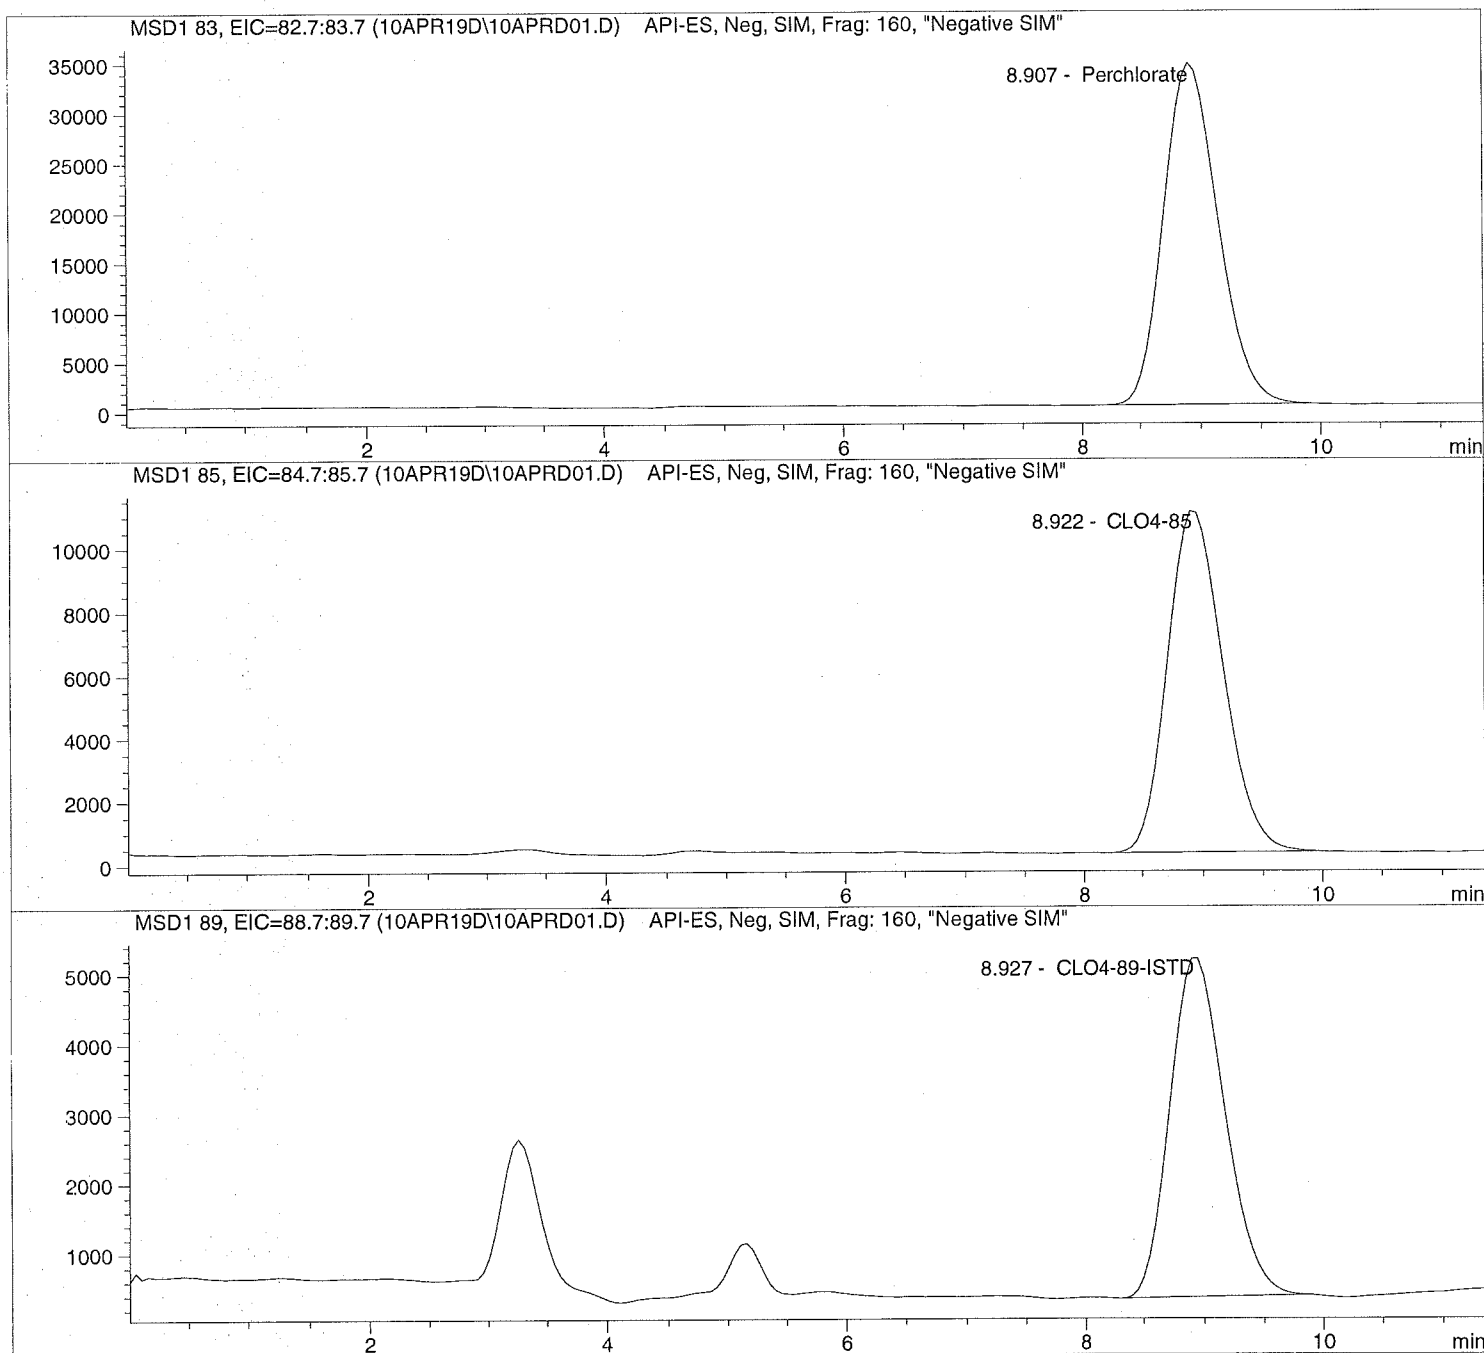 MSD1 83, EIC=82.7:83.7 (10APR19D\10APRD01.D) API-ES, Neg, SIM, Frag: 160, "Negative SIM"
8.907 - Perchlorate
35000
30000
25000
20000
15000
10000
5000
0
2 4 6 8 10 min
MSD1 85, EIC=84.7:85.7 (10APR19D\10APRD01.D) API-ES, Neg, SIM, Frag: 160, "Negative SIM"
8.922 - CLO4-85
10000
8000
6000
4000
2000
0
2 4 6 8 10 min
MSD1 89, EIC=88.7:89.7 (10APR19D\10APRD01.D) API-ES, Neg, SIM, Frag: 160, "Negative SIM"
8.927 - CLO4-89-ISTD
5000
4000
3000
2000
1000
2 4 6 8 10 min